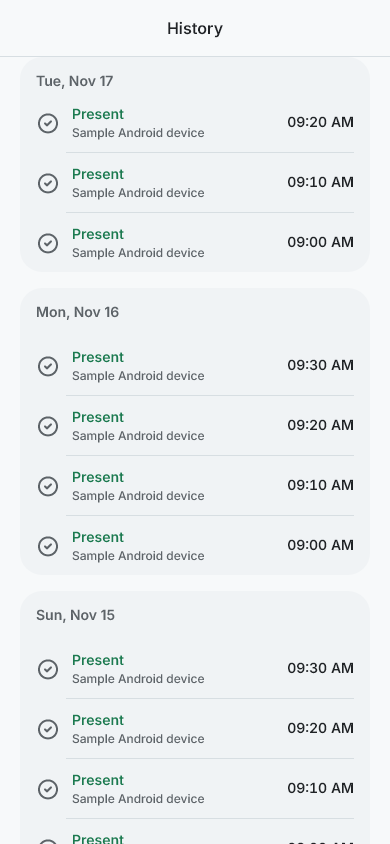 History
Tue, Nov 17
Present
Sample Android device
09:20 AM
Present
Sample Android device
09:10 AM
Present
Sample Android device
09:00 AM
Mon, Nov 16
Present
Sample Android device
09:30 AM
Present
Sample Android device
09:20 AM
Present
Sample Android device
09:10 AM
Present
Sample Android device
09:00 AM
Sun, Nov 15
Present
Sample Android device
09:30 AM
Present
Sample Android device
09:20 AM
Present
Sample Android device
09:10 AM
Present